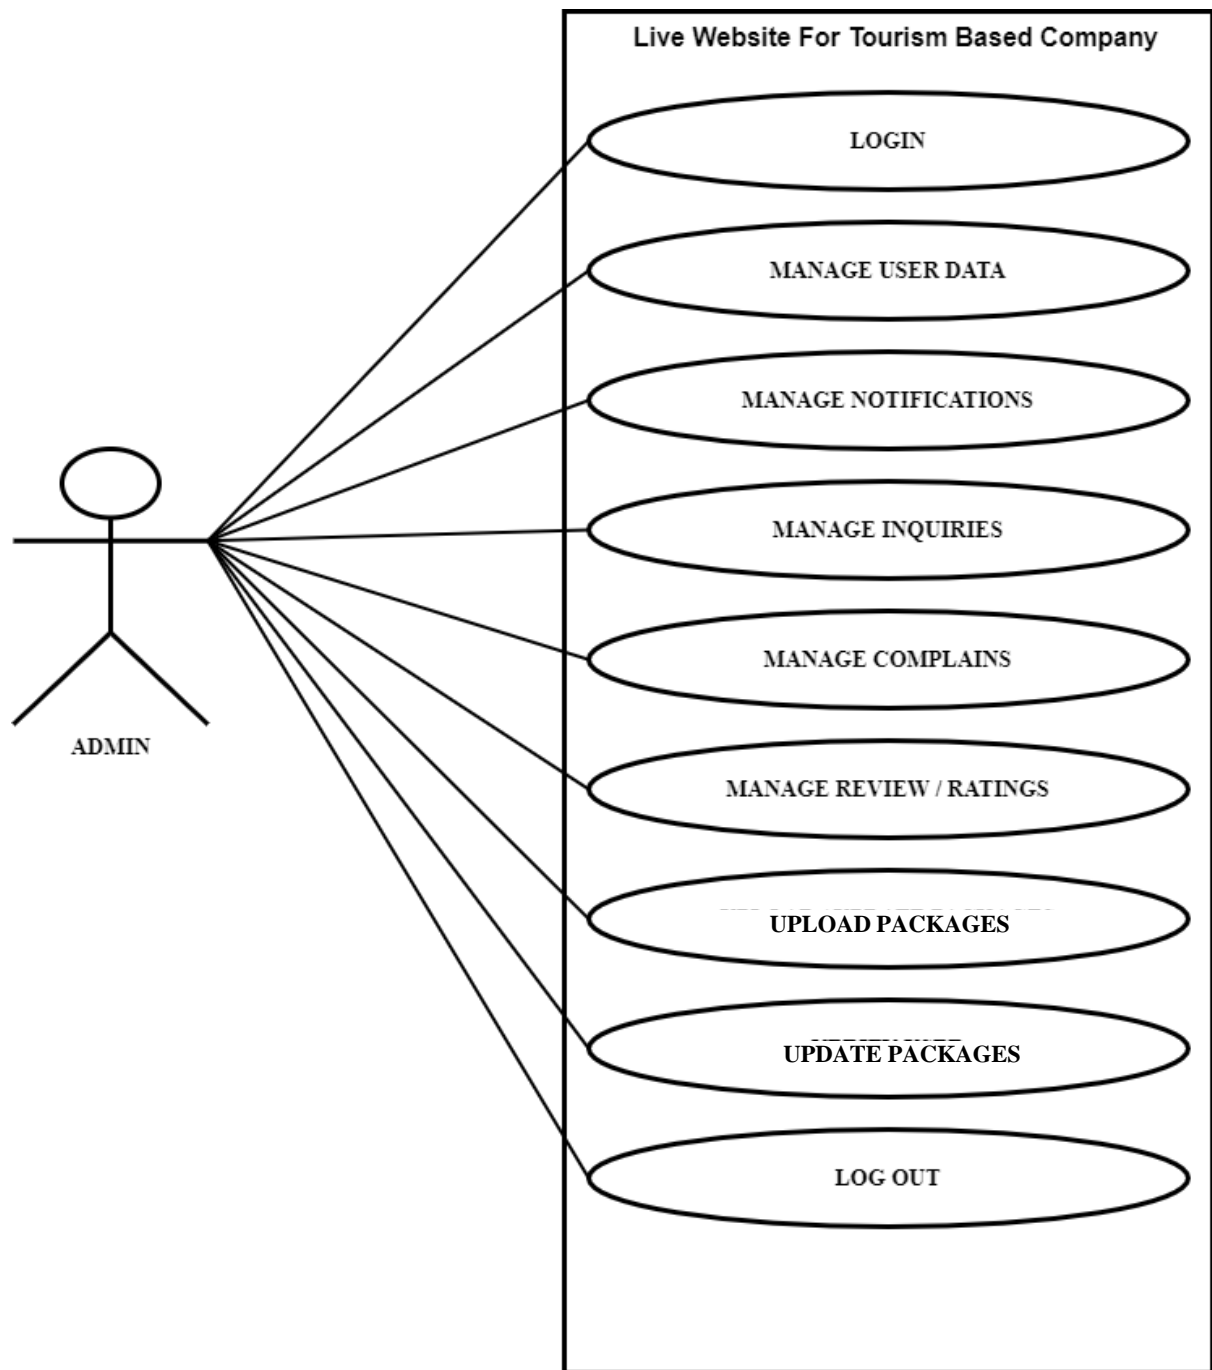 Live Website For Tourism Based Company
LOGIN
MANAGE USER DATA
MANAGE NOTIFICATIONS
MANAGE INQUIRIES
MANAGE COMPLAINS
ADMIN
MANAGE REVIEW / RATINGS
UPLOAD PACKAGES
UPDATE PACKAGES
LOG OUT